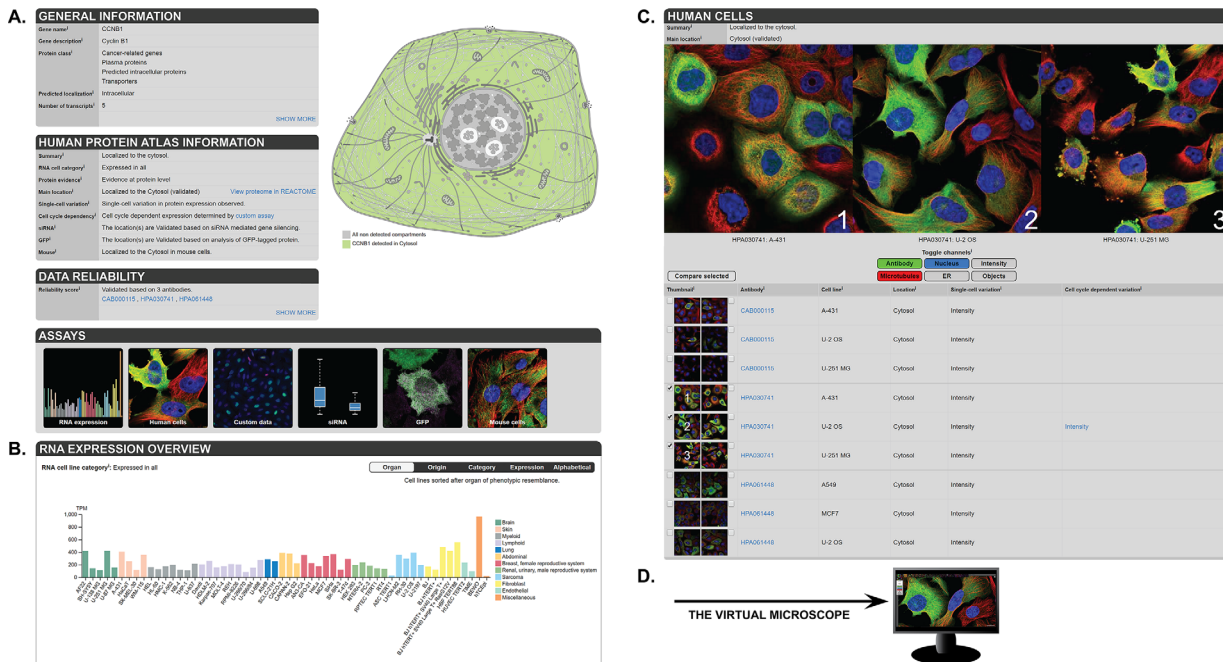 A.
GENERAL INFORMATION
Gene name CCNB1
Gene description Cyclin B1
Protein class Cancer-related genes
Plasma proteins
Predicted intracellular proteins
Transporters
Predicted localization Intracellular
Number of transcripts 5
SHOW MORE
HUMAN PROTEIN ATLAS INFORMATION
Summary Localized to the cytosol.
RNA cell category Expressed in all
Protein evidence Evidence at protein level
Main location Localized to the Cytosol (validated) View proteome in REACTOME
Single-cell variation Single-cell variation in protein expression observed.
Cell cycle dependency Cell cycle dependent expression determined by custom assay
siRNA The location(s) are Validated based on siRNA mediated gene silencing.
GFP The location(s) are Validated based on analysis of GFP-tagged protein.
Mouse Localized to the Cytosol in mouse cells.
All non detected compartments
CCNB1 detected in Cytosol
DATA RELIABILITY
Reliability score Validated based on 3 antibodies.
CAB000115 , HPA030741 , HPA061448
SHOW MORE
ASSAYS
RNA expression Human cells Custom data siRNA GFP Mouse cells
B.
RNA EXPRESSION OVERVIEW
RNA cell line category: Expressed in all
Organ Origin Category Expression Alphabetical
Cell lines sorted after organ of phenotypic resemblance.
TPM
1,000
800
600
400
200
0
Brain
Skin
Myeloid
Lymphoid
Lung
Abdominal
Breast, female reproductive system
Renal, urinary, male reproductive system
Sarcoma
Fibroblast
Endothelial
Miscellaneous
C.
HUMAN CELLS
Summary Localized to the cytosol.
Main location Cytosol (validated)
1 2 3
HPA030741: A-431 HPA030741: U-2 OS HPA030741: U-251 MG
Toggle channels
Antibody Nucleus Intensity
Compare selected Microtubules ER Objects
Thumbnail Antibody Cell line Location Single-cell variation Cell cycle dependent variation
CAB000115 A-431 Cytosol Intensity
CAB000115 U-2 OS Cytosol Intensity
CAB000115 U-251 MG Cytosol Intensity
1 HPA030741 A-431 Cytosol Intensity
2 HPA030741 U-2 OS Cytosol Intensity Intensity
3 HPA030741 U-251 MG Cytosol Intensity
HPA061448 A549 Cytosol Intensity
HPA061448 MCF7 Cytosol Intensity
HPA061448 U-2 OS Cytosol Intensity
D.
THE VIRTUAL MICROSCOPE